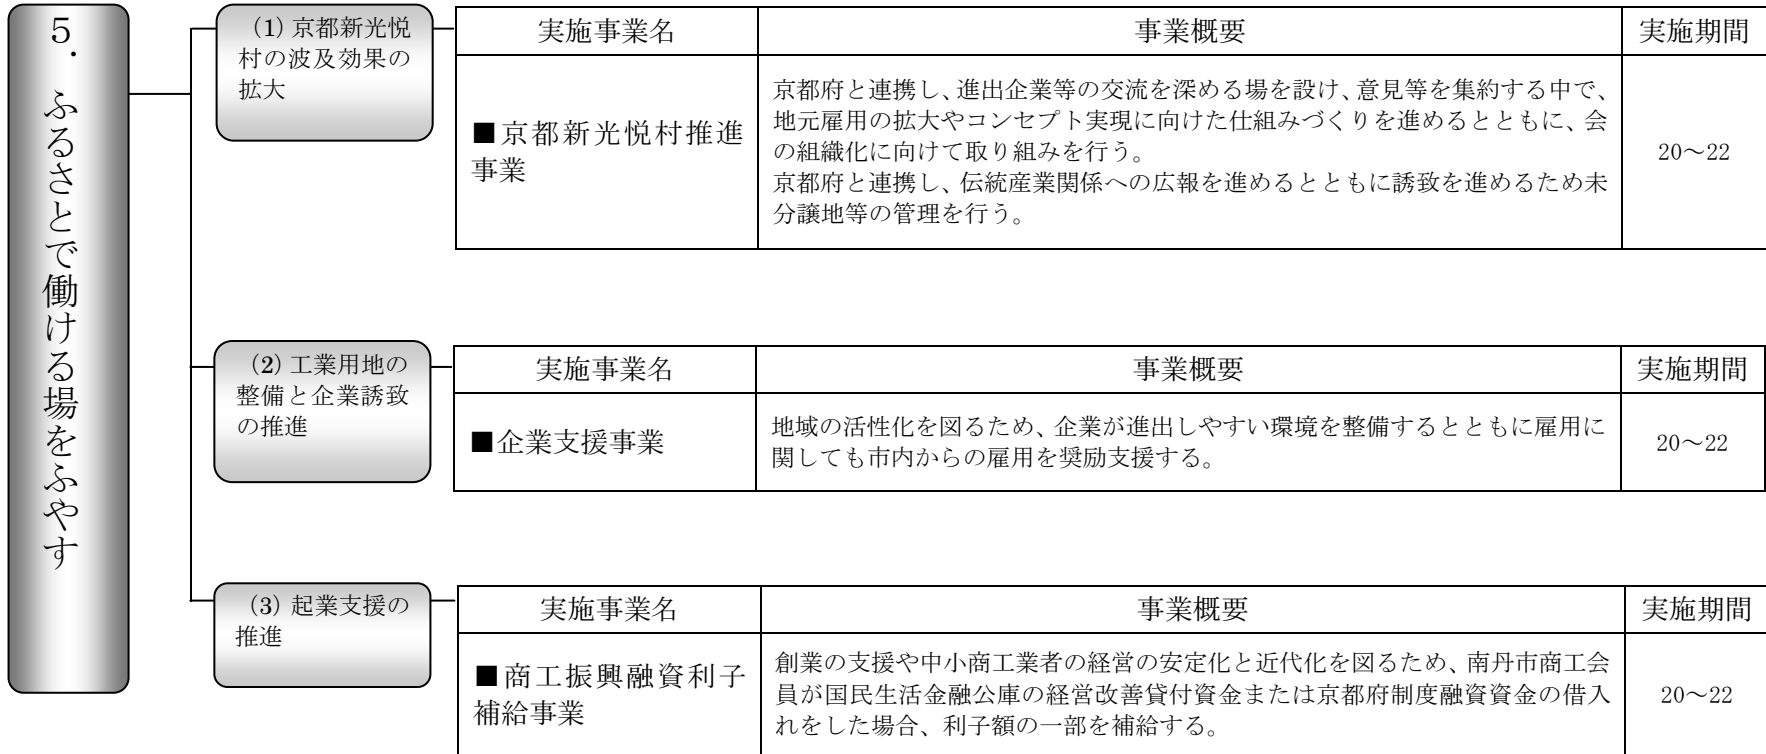 5．ふるさとで働ける場をふやす
(1) 京都新光悦
村の波及効果の
拡大
実施事業名 事業概要 実施期間
■京都新光悦村推進
事業
京都府と連携し、進出企業等の交流を深める場を設け、意見等を集約する中で、
地元雇用の拡大やコンセプト実現に向けた仕組みづくりを進めるとともに、会
の組織化に向けて取り組みを行う。
京都府と連携し、伝統産業関係への広報を進めるとともに誘致を進めるため未
分譲地等の管理を行う。
20～22
(2) 工業用地の
整備と企業誘致
の推進
実施事業名 事業概要 実施期間
■企業支援事業
地域の活性化を図るため、企業が進出しやすい環境を整備するとともに雇用に
関しても市内からの雇用を奨励支援する。
20～22
(3) 起業支援の
推進
実施事業名 事業概要 実施期間
■商工振興融資利子
補給事業
創業の支援や中小商工業者の経営の安定化と近代化を図るため、南丹市商工会
員が国民生活金融公庫の経営改善貸付資金または京都府制度融資資金の借入
れをした場合、利子額の一部を補給する。
20～22